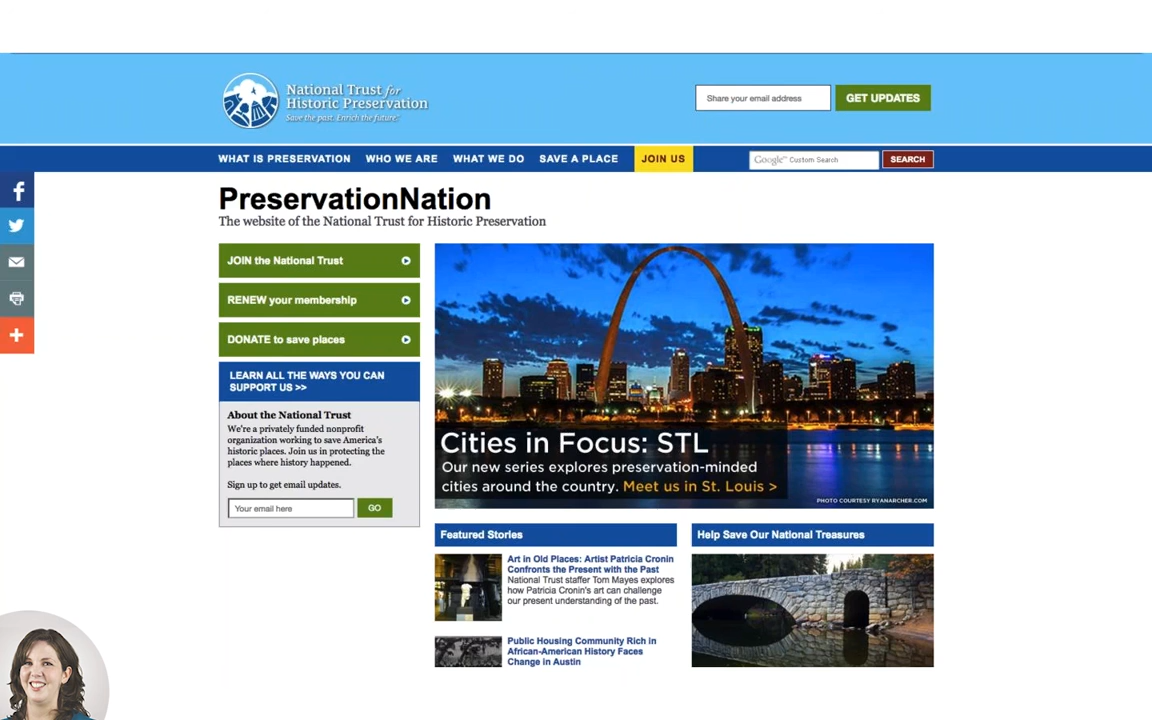 National Trust for
Historic Preservation
Save the past. Enrich the future.™
Share your email address
GET UPDATES
WHAT IS PRESERVATION
WHO WE ARE
WHAT WE DO
SAVE A PLACE
JOIN US
Google™ Custom Search
SEARCH
PreservationNation
The website of the National Trust for Historic Preservation
JOIN the National Trust
RENEW your membership
DONATE to save places
LEARN ALL THE WAYS YOU CAN
SUPPORT US >>
About the National Trust
We're a privately funded nonprofit
organization working to save America's
historic places. Join us in protecting the
places where history happened.
Sign up to get email updates.
Your email here
GO
Cities in Focus: STL
Our new series explores preservation-minded
cities around the country. Meet us in St. Louis >
PHOTO COURTESY RYANARCHER.COM
Featured Stories
Art in Old Places: Artist Patricia Cronin
Confronts the Present with the Past
National Trust staffer Tom Mayes explores
how Patricia Cronin's art can challenge
our present understanding of the past.
Public Housing Community Rich in
African-American History Faces
Change in Austin
Help Save Our National Treasures